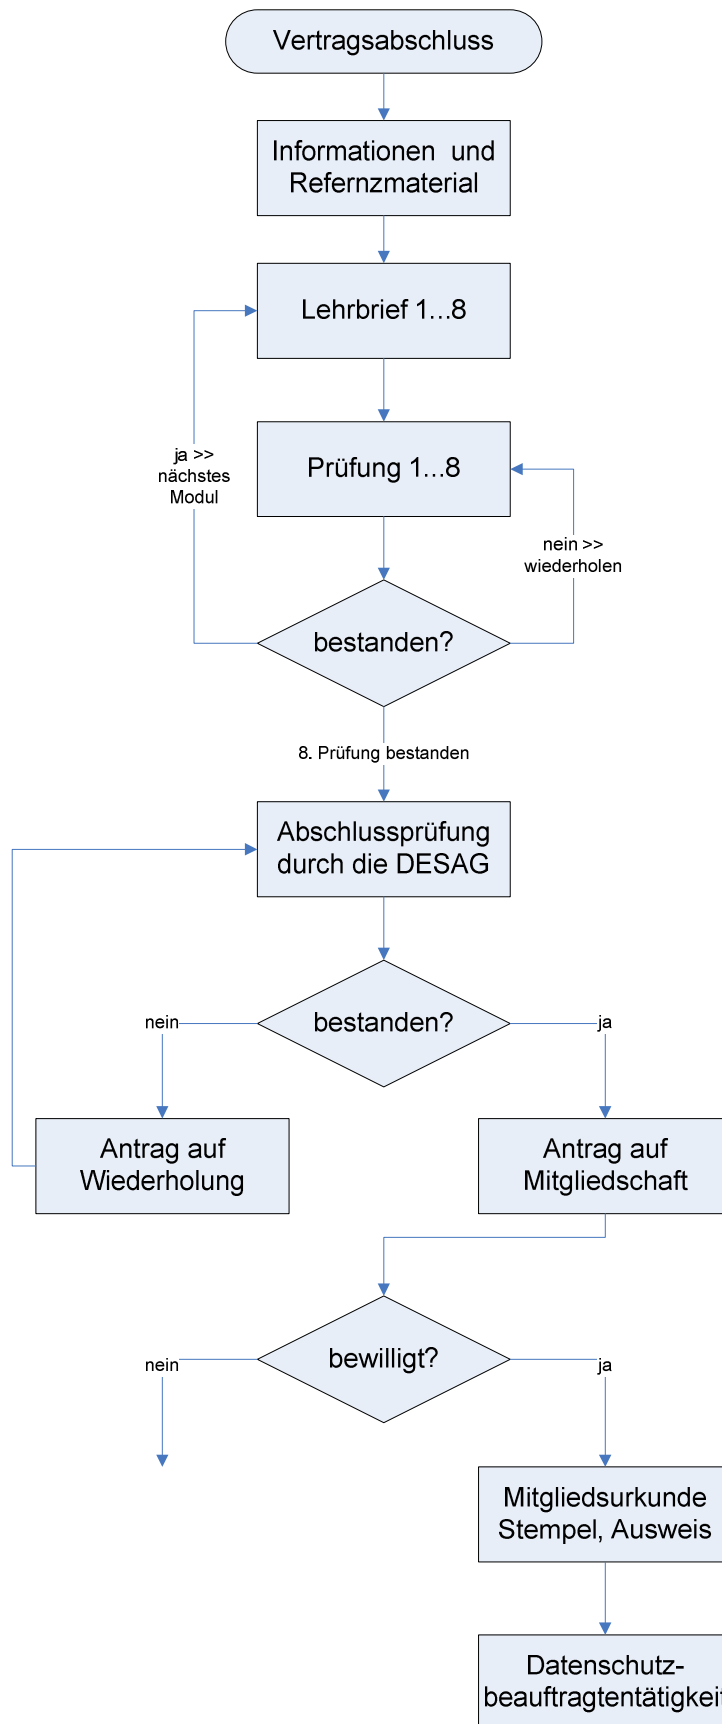 Vertragsabschluss
Informationen und
Refernzmaterial
Lehrbrief 1...8
Prüfung 1...8
ja >>
nächstes
Modul
nein >>
wiederholen
bestanden?
8. Prüfung bestanden
Abschlussprüfung
durch die DESAG
bestanden?
nein
ja
Antrag auf
Wiederholung
Antrag auf
Mitgliedschaft
bewilligt?
nein
ja
Mitgliedsurkunde
Stempel, Ausweis
Datenschutz-
beauftragtentätigkeit